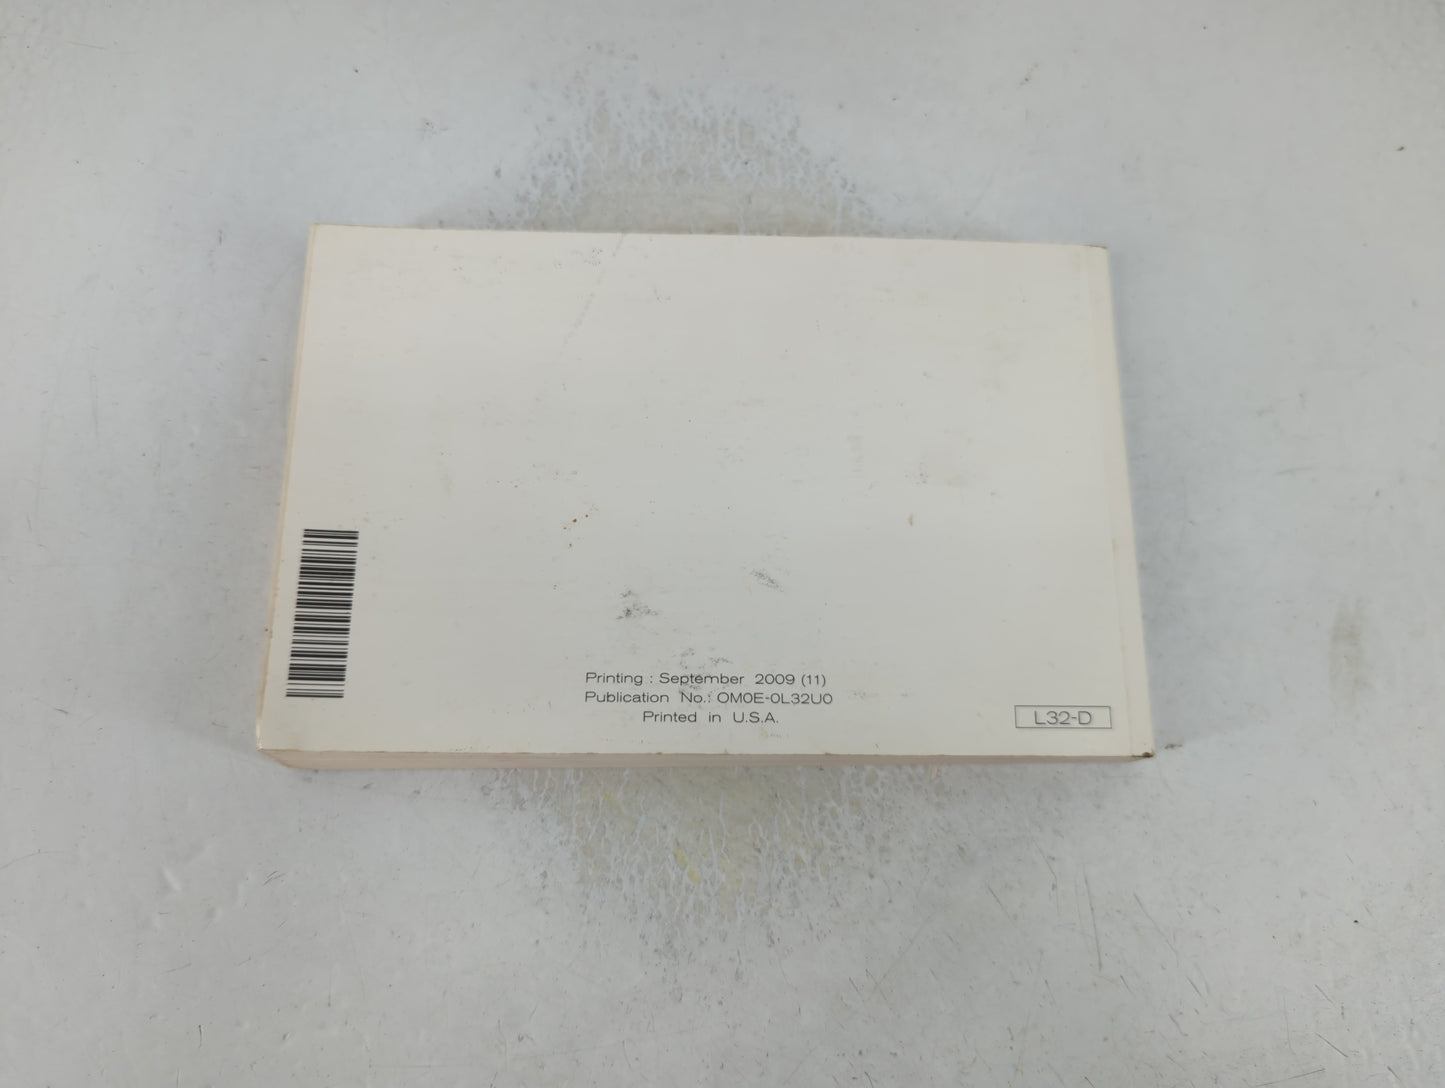 Printing : September 2009 (11)
Publication No.: OM0E-0L32U0
Printed in U.S.A.
L32-D